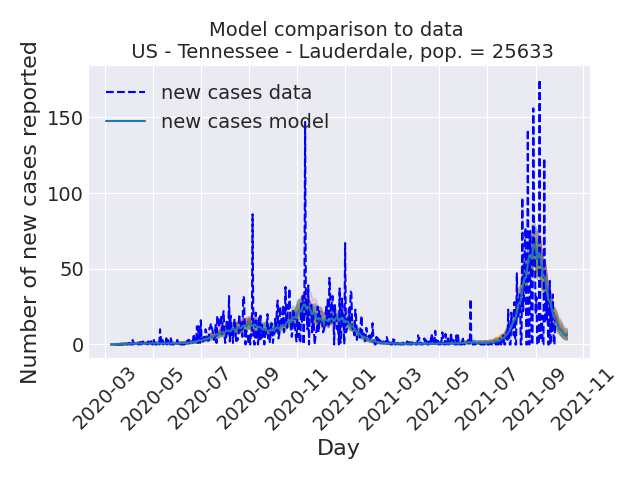 Model comparison to data
US - Tennessee - Lauderdale, pop. = 25633
Number of new cases reported
new cases data
new cases model
150
100
50
0
2020-03
2020-05
2020-07
2020-09
2020-11
2021-01
2021-03
2021-05
2021-07
2021-09
2021-11
Day